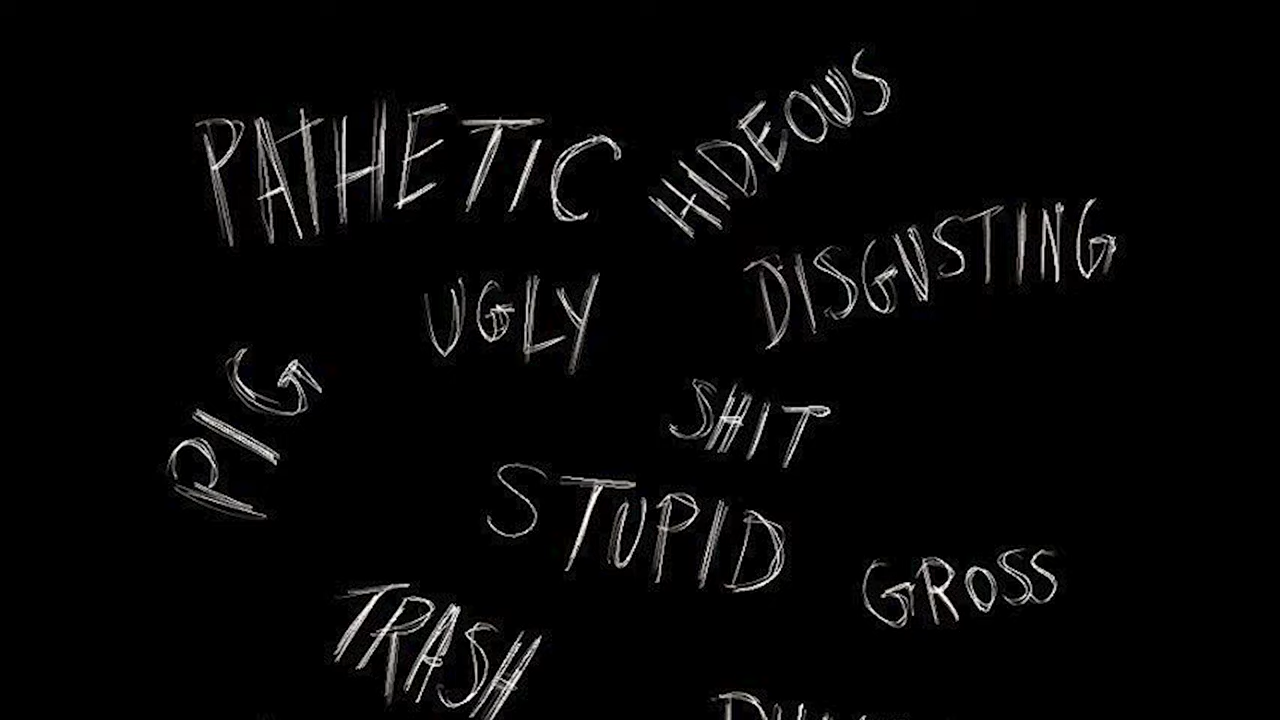 HIDEOUS
PATHETIC
DISGUSTING
UGLY
PIG
SHIT
STUPID
GROSS
TRASH